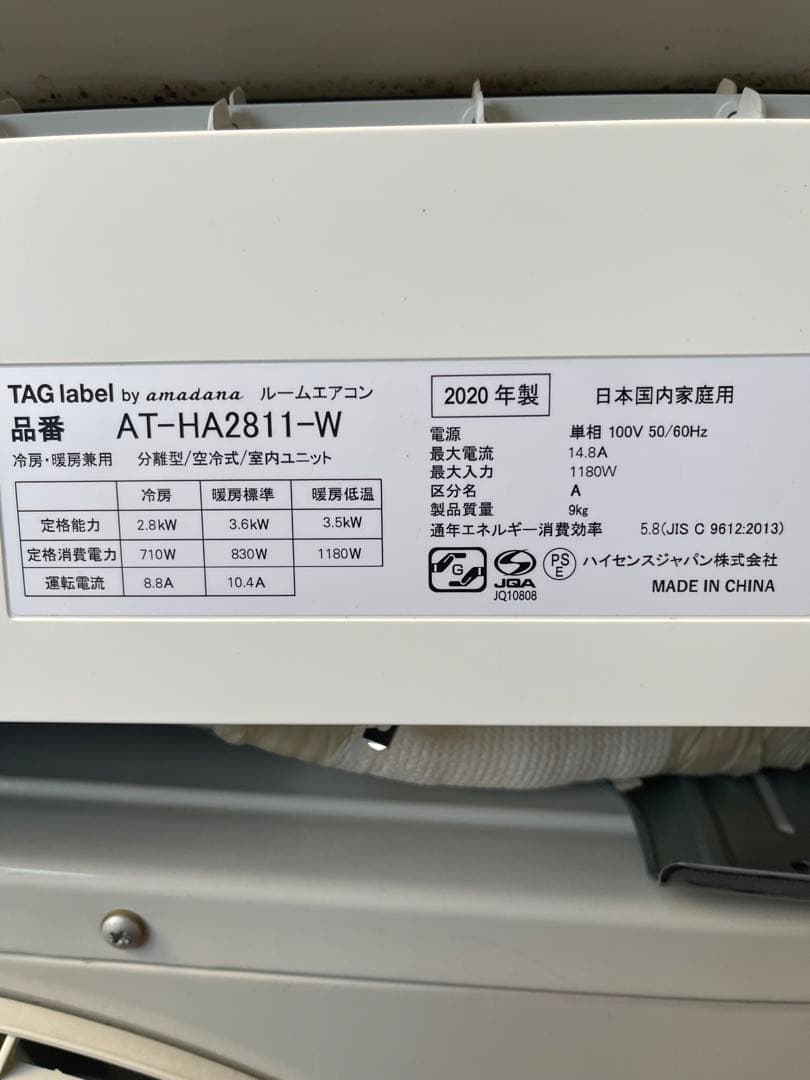 TAG label by amadana ルームエアコン
品番 AT-HA2811-W
冷房・暖房兼用 分離型/空冷式/室内ユニット
冷房 暖房標準 暖房低温
定格能力 2.8kW 3.6kW 3.5kW
定格消費電力 710W 830W 1180W
運転電流 8.8A 10.4A
2020年製 日本国内家庭用
電源 単相 100V 50/60Hz
最大電流 14.8A
最大入力 1180W
区分名 A
製品質量 9kg
通年エネルギー消費効率 5.8(JIS C 9612:2013)
G JQA PSE ハイセンスジャパン株式会社
JQ10808 MADE IN CHINA